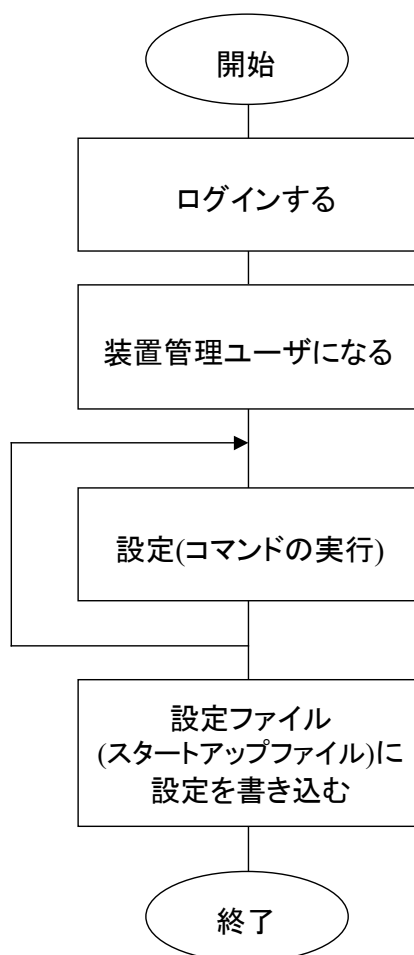 開始
ログインする
装置管理ユーザになる
設定(コマンドの実行)
設定ファイル
(スタートアップファイル)に
設定を書き込む
終了